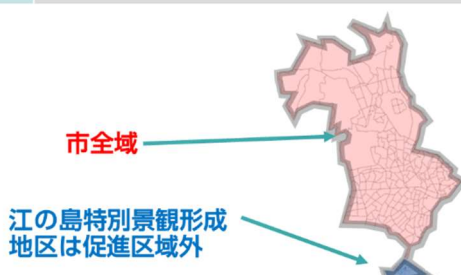 市全域
江の島特別景観形成
地区は促進区域外